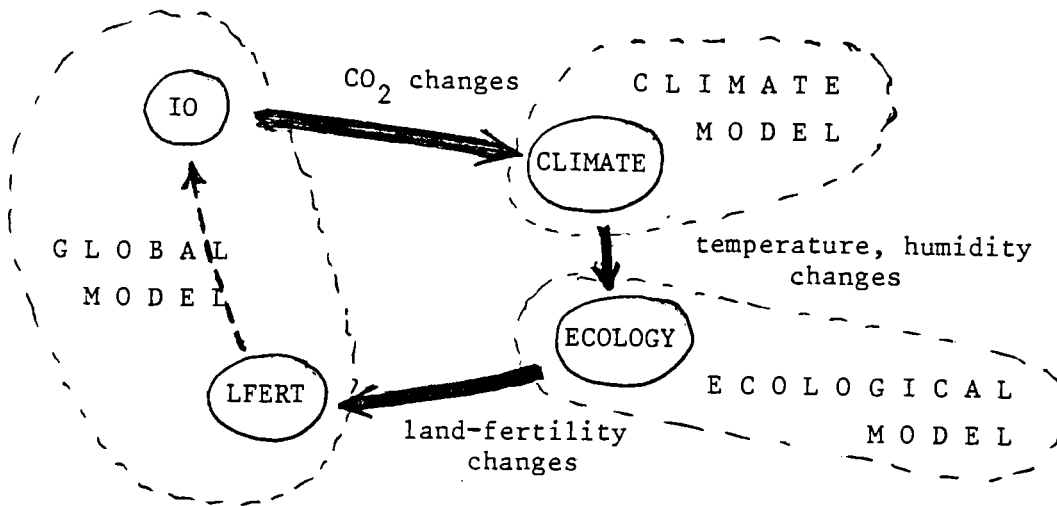 CO₂ changes
IO
C L I M A T E
M O D E L
CLIMATE
G L O B A L
M O D E L
temperature, humidity
changes
ECOLOGY
LFERT
land-fertility
changes
E C O L O G I C A L
M O D E L